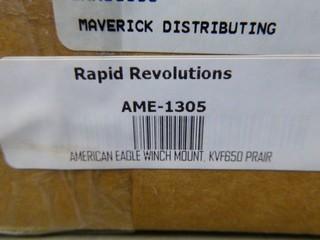 MAVERICK DISTRIBUTING
Rapid Revolutions
AME-1305
AMERICAN EAGLE WINCH MOUNT, KVF650 PRAIR